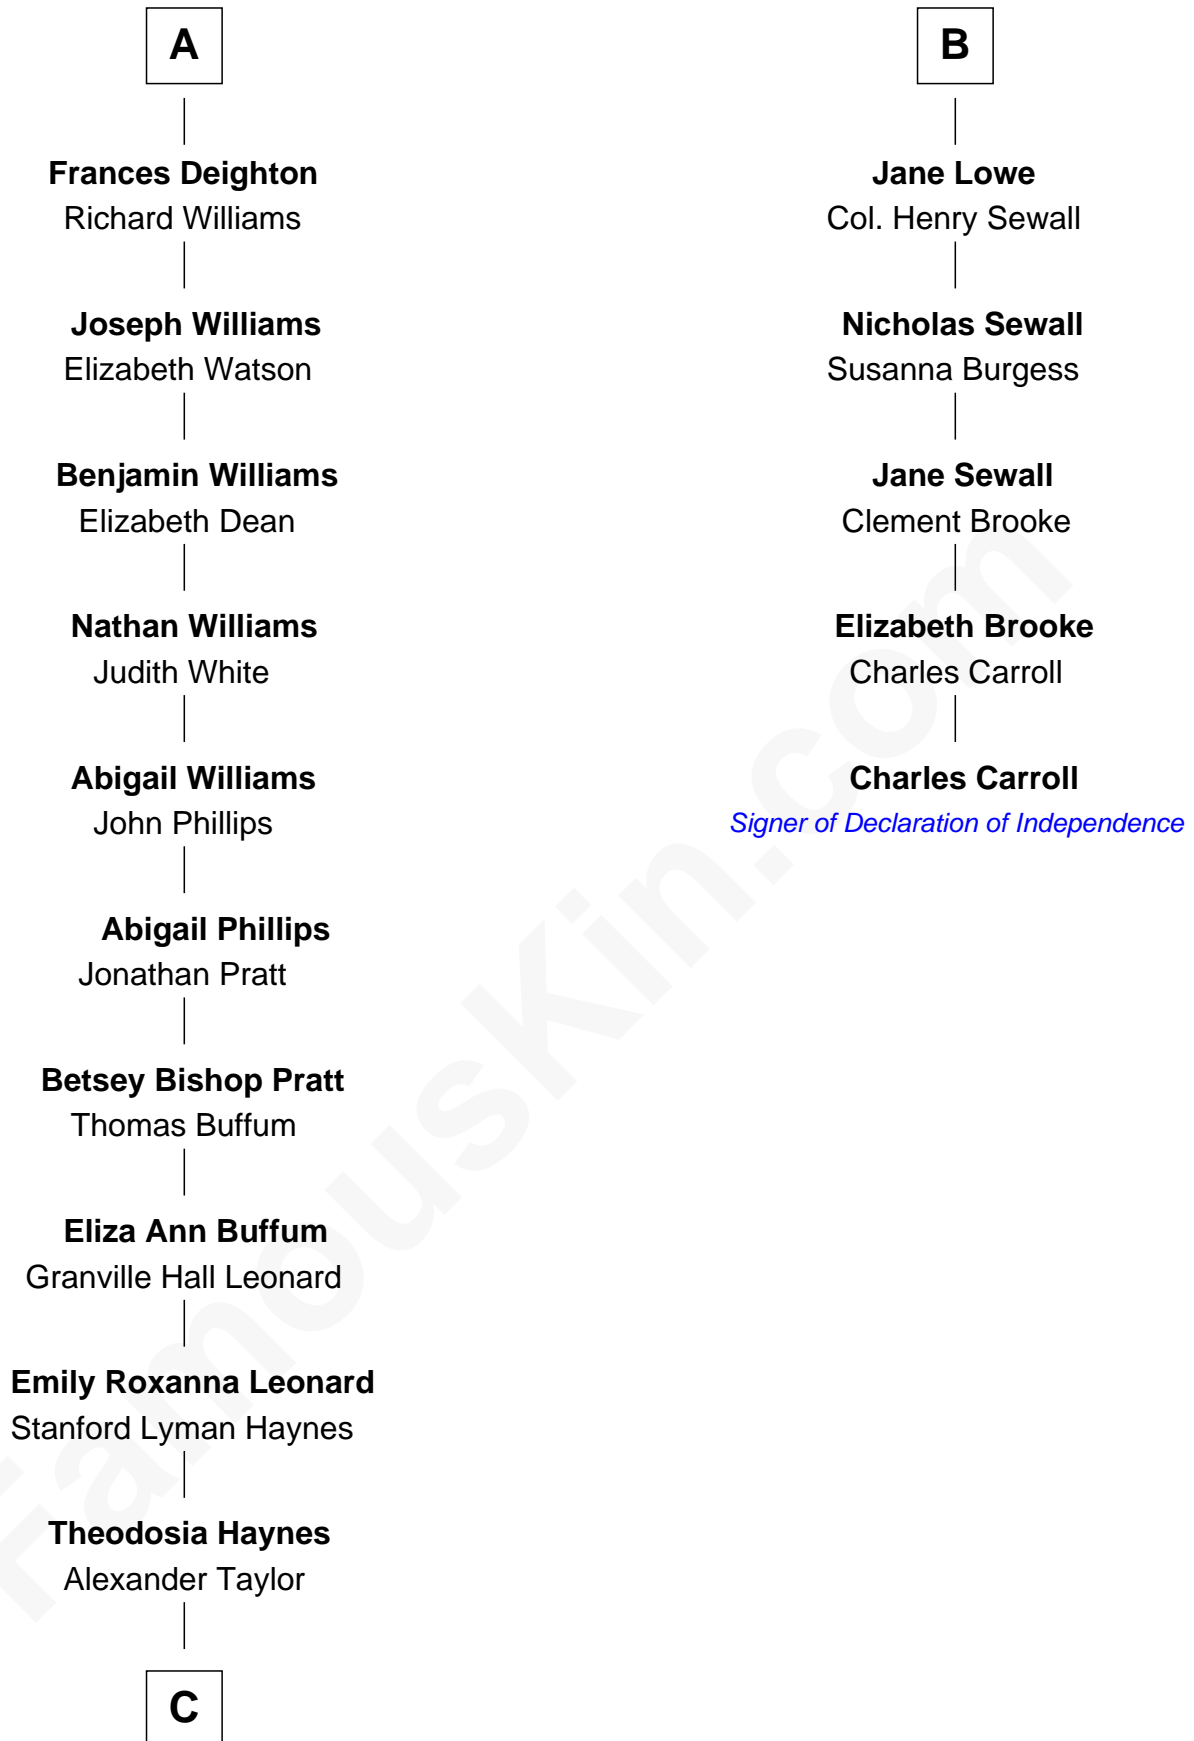 A
Frances Deighton
Richard Williams
Joseph Williams
Elizabeth Watson
Benjamin Williams
Elizabeth Dean
Nathan Williams
Judith White
Abigail Williams
John Phillips
Abigail Phillips
Jonathan Pratt
Betsey Bishop Pratt
Thomas Buffum
Eliza Ann Buffum
Granville Hall Leonard
Emily Roxanna Leonard
Stanford Lyman Haynes
Theodosia Haynes
Alexander Taylor
C
B
Jane Lowe
Col. Henry Sewall
Nicholas Sewall
Susanna Burgess
Jane Sewall
Clement Brooke
Elizabeth Brooke
Charles Carroll
Charles Carroll
Signer of Declaration of Independence
FamousKin.com